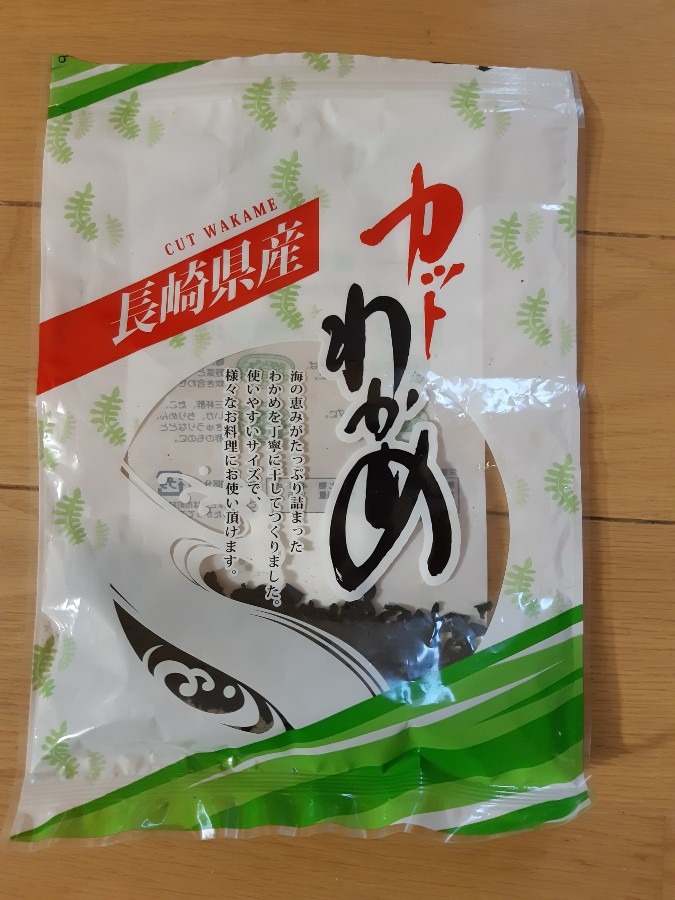 CUT WAKAME
長崎県産
カット
わかめ
海の恵みがたっぷり詰まった
わかめを丁寧に干してつくりました。
使いやすいサイズで、
様々なお料理にお使い頂けます。